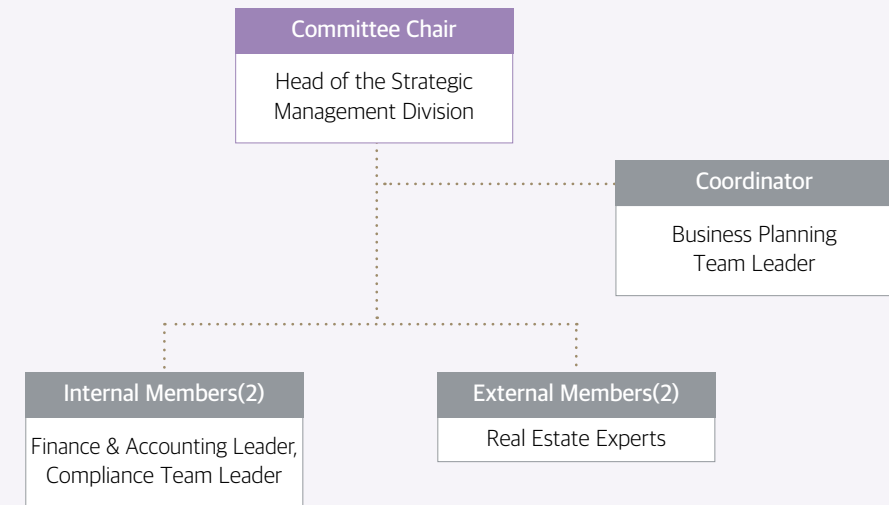 Committee Chair
Head of the Strategic
Management Division
Coordinator
Business Planning
Team Leader
Internal Members(2)
Finance & Accounting Leader,
Compliance Team Leader
External Members(2)
Real Estate Experts